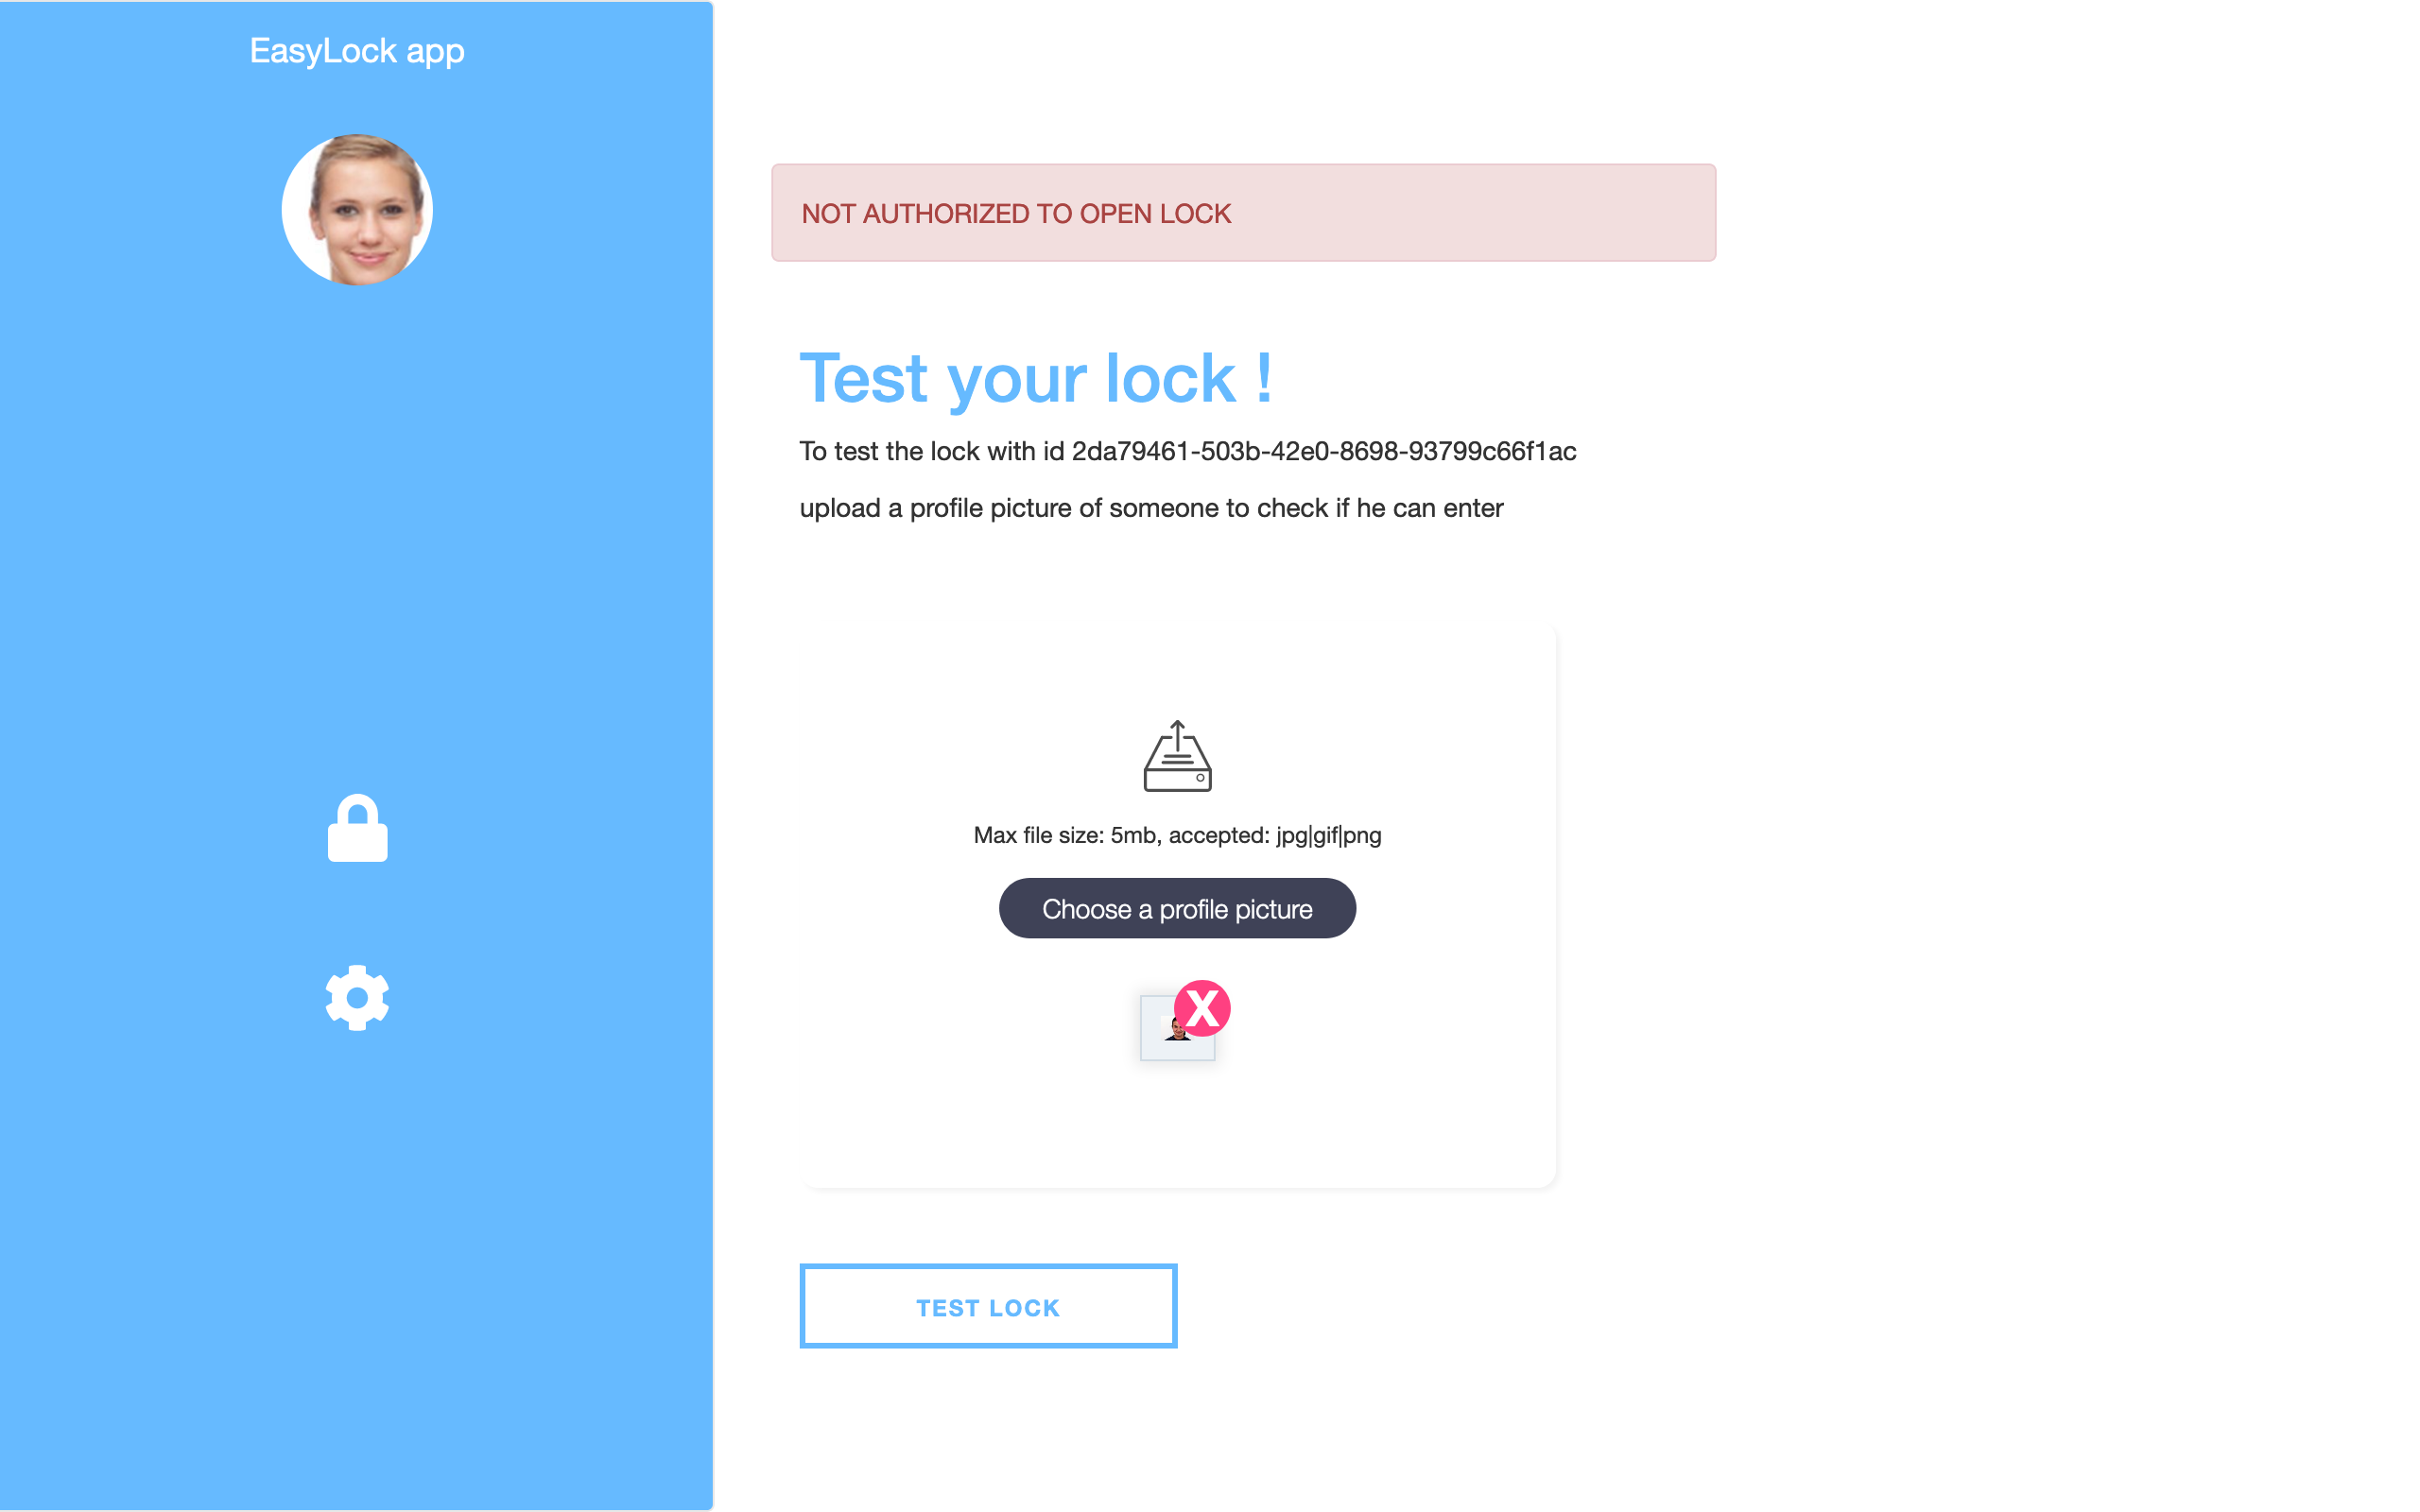 EasyLock app
NOT AUTHORIZED TO OPEN LOCK
Test your lock !
To test the lock with id 2da79461-503b-42e0-8698-93799c66f1ac
upload a profile picture of someone to check if he can enter
Max file size: 5mb, accepted: jpg|gif|png
Choose a profile picture
X
TEST LOCK